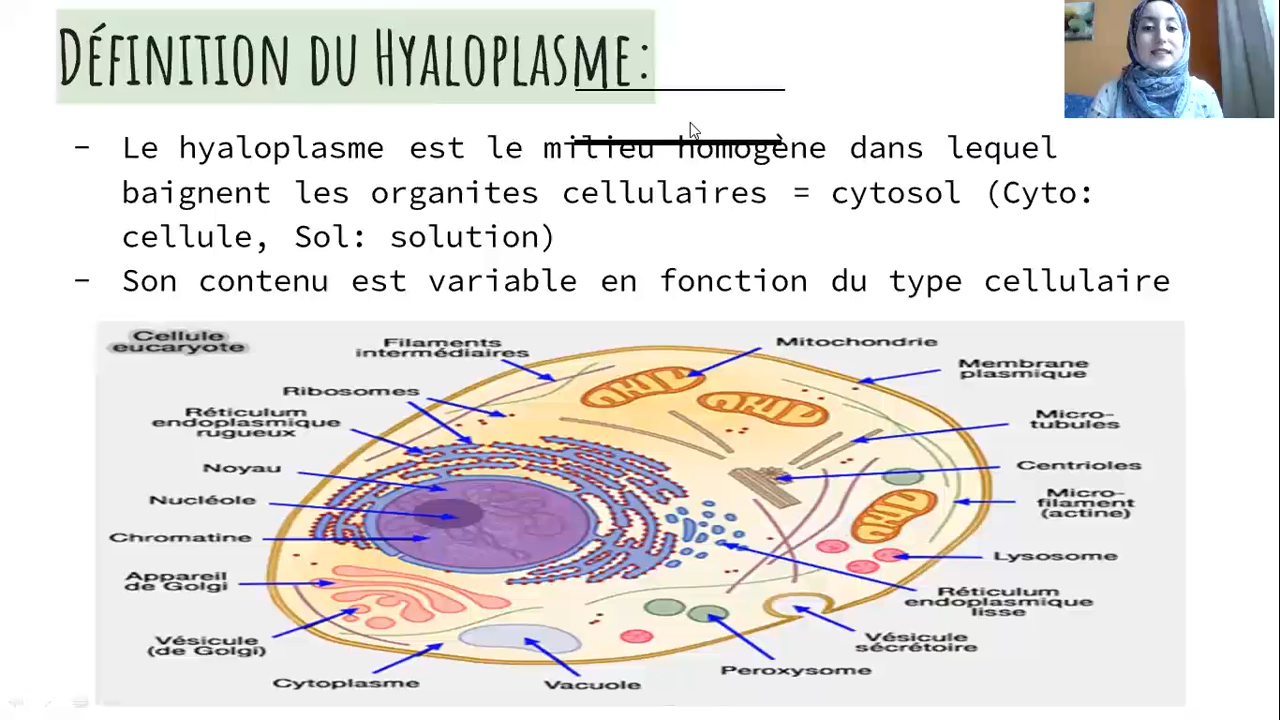 Définition du Hyaloplasme:
- Le hyaloplasme est le milieu homogène dans lequel
baignent les organites cellulaires = cytosol (Cyto:
cellule, Sol: solution)
- Son contenu est variable en fonction du type cellulaire
Cellule
eucaryote
Filaments
intermédiaires
Mitochondrie
Membrane
plasmique
Ribosomes
Réticulum
endoplasmique
rugueux
Micro-
tubules
Noyau
Centrioles
Nucléole
Micro-
filament
(actine)
Chromatine
Lysosome
Appareil
de Golgi
Réticulum
endoplasmique
lisse
Vésicule
(de Golgi)
Vésicule
sécrétoire
Peroxysome
Cytoplasme
Vacuole